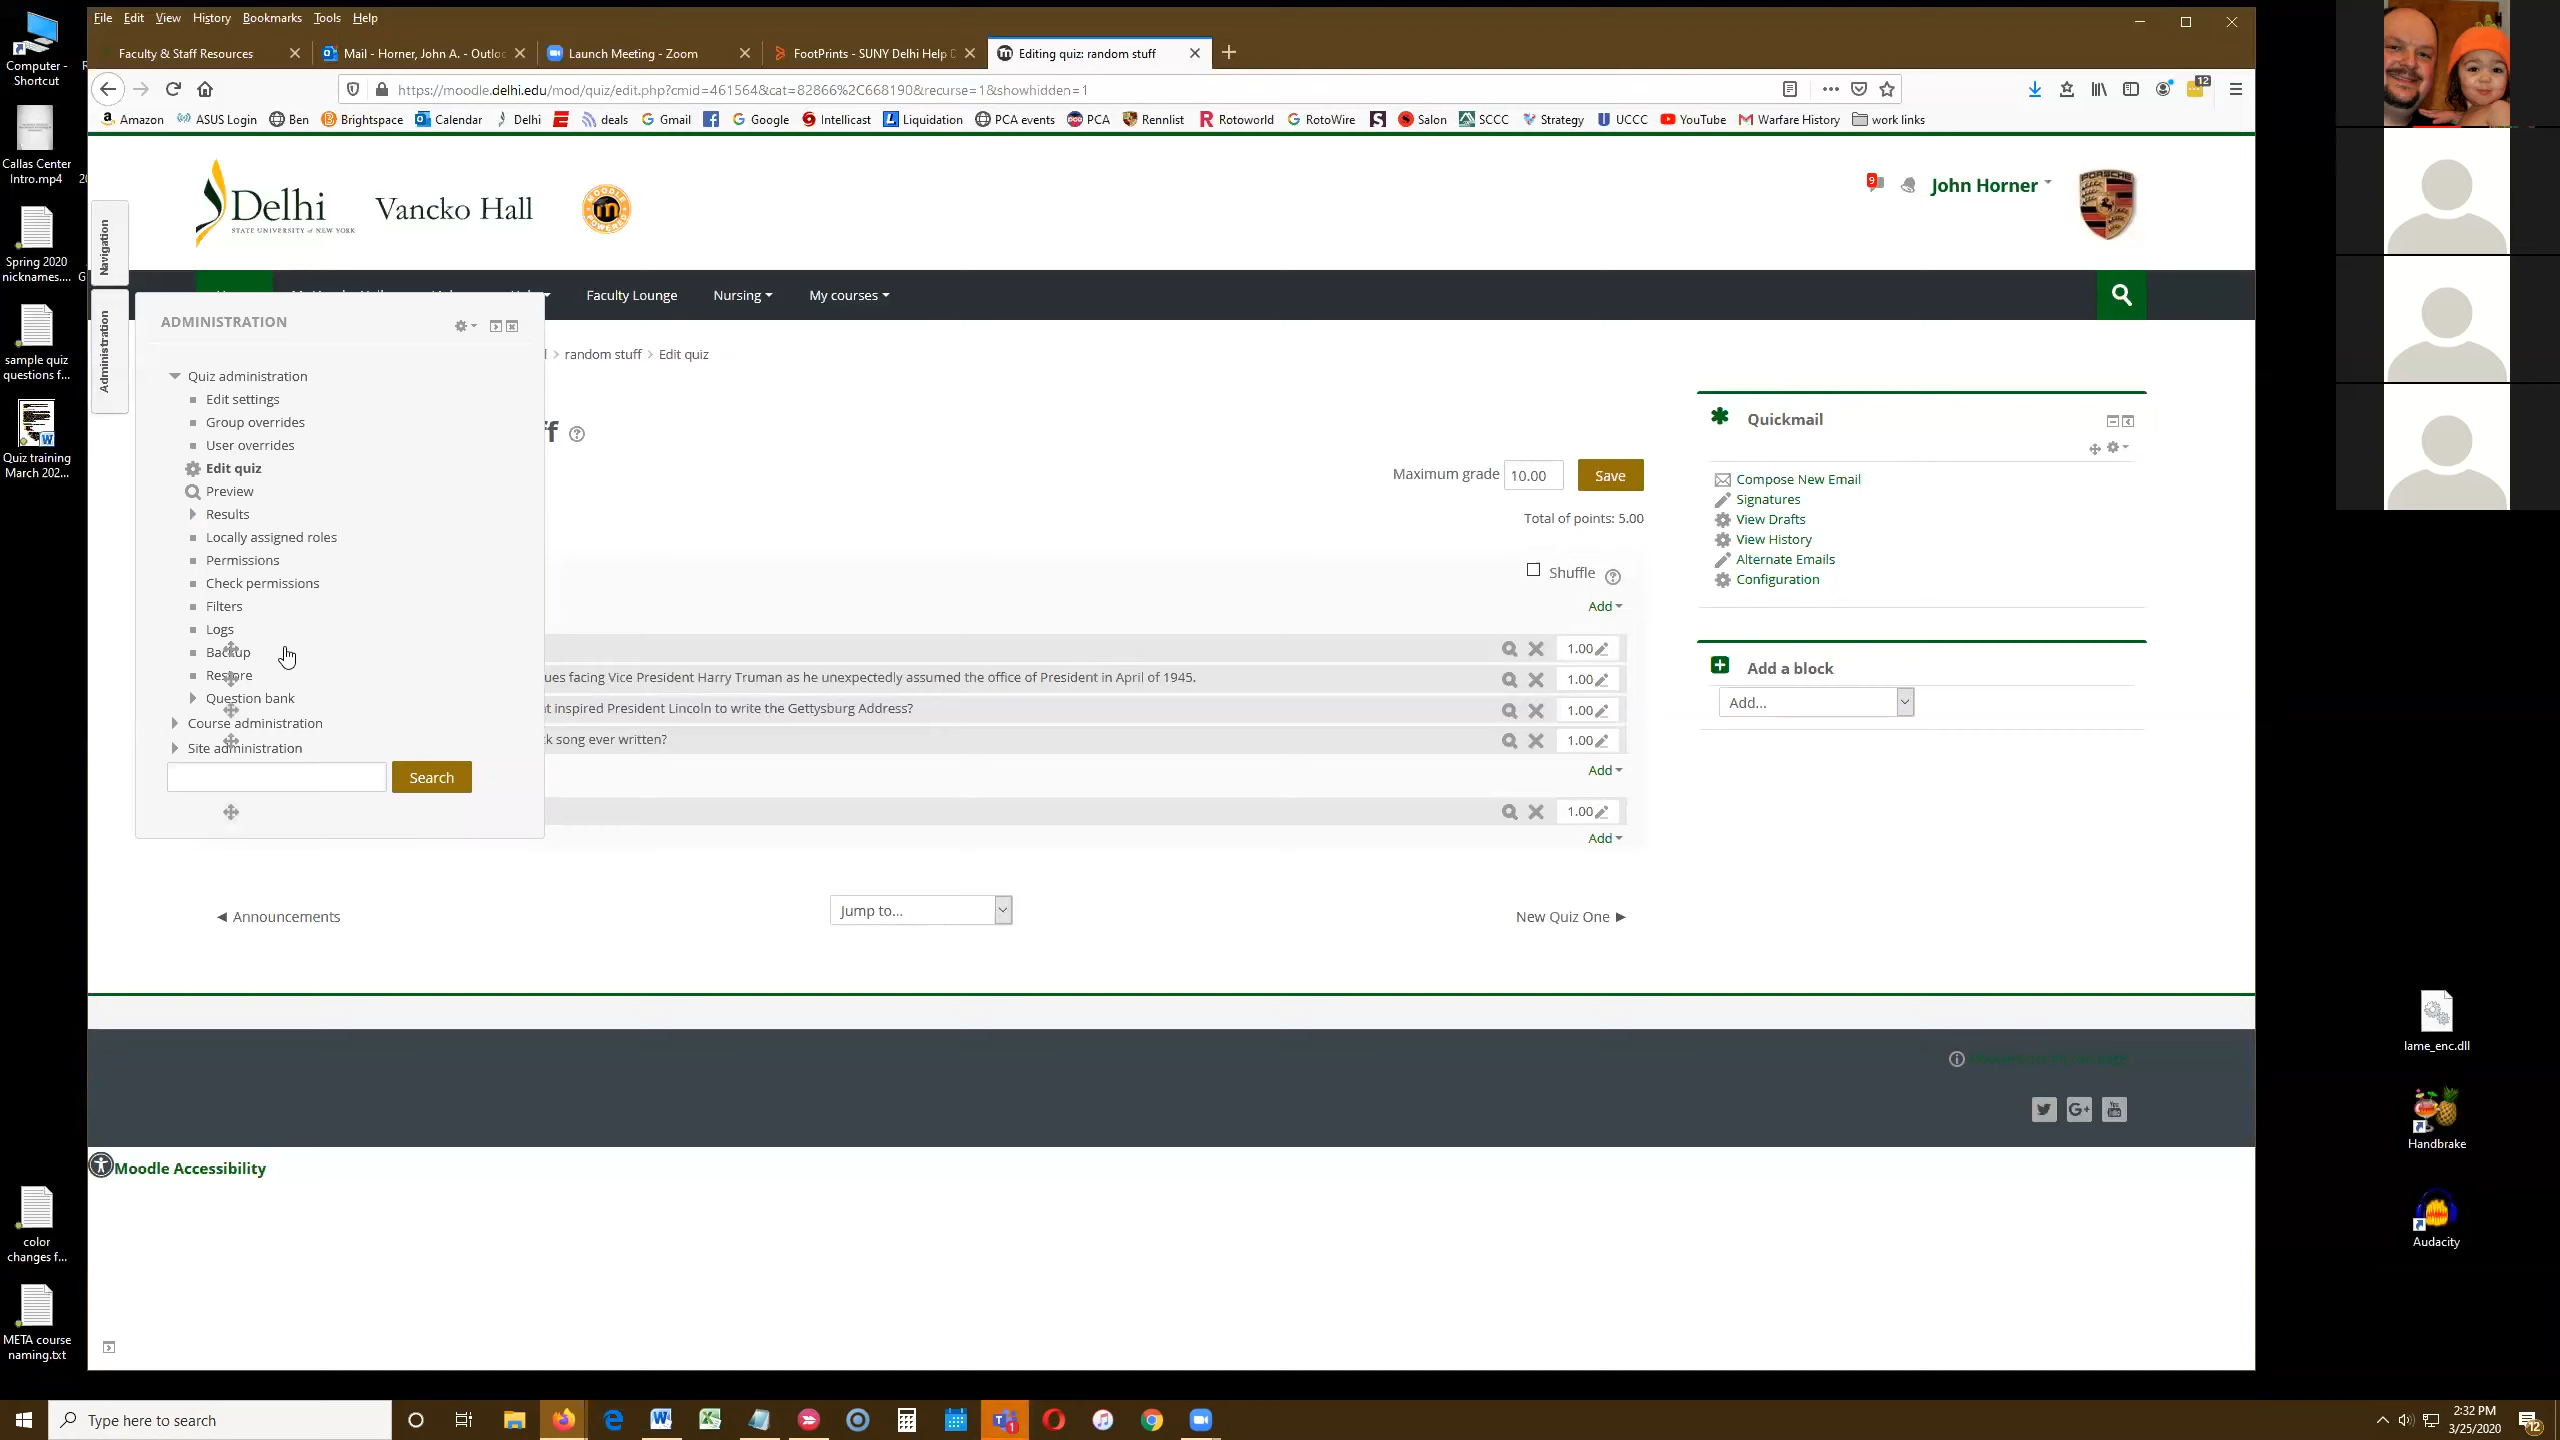 File Edit View History Bookmarks Tools Help
Faculty & Staff Resources
Mail - Horner, John A. - Outlo
Launch Meeting - Zoom
FootPrints - SUNY Delhi Help D
Editing quiz: random stuff
https://moodle.delhi.edu/mod/quiz/edit.php?cmid=461564&cat=82866%2C668190&recurse=1&showhidden=1
12
Amazon ASUS Login Ben Brightspace Calendar Delhi deals Gmail Google Intellicast Liquidation PCA events PCA Rennlist Rotoworld RotoWire Salon SCCC Strategy UCCC YouTube Warfare History work links
Computer - Shortcut
Callas Center Intro.mp4
Spring 2020 nicknames....
sample quiz questions f...
Quiz training March 202...
color changes f...
META course naming.txt
Delhi
STATE UNIVERSITY of NEW YORK
Vancko Hall
MOODLE POWERED
9
John Horner
PORSCHE
Navigation
Administration
Faculty Lounge Nursing My courses
random stuff > Edit quiz
ADMINISTRATION
Quiz administration
Edit settings
Group overrides
User overrides
Edit quiz
Preview
Results
Locally assigned roles
Permissions
Check permissions
Filters
Logs
Backup
Restore
Question bank
Course administration
Site administration
Search
ff
Maximum grade 10.00 Save
Total of points: 5.00
Shuffle
Add
1.00
ues facing Vice President Harry Truman as he unexpectedly assumed the office of President in April of 1945. 1.00
t inspired President Lincoln to write the Gettysburg Address? 1.00
k song ever written? 1.00
Add
1.00
Add
Announcements
Jump to...
New Quiz One
Quickmail
Compose New Email
Signatures
View Drafts
View History
Alternate Emails
Configuration
Add a block
Add...
Moodle Accessibility
lame_enc.dll
Handbrake
Audacity
Type here to search
2:32 PM
3/25/2020
12